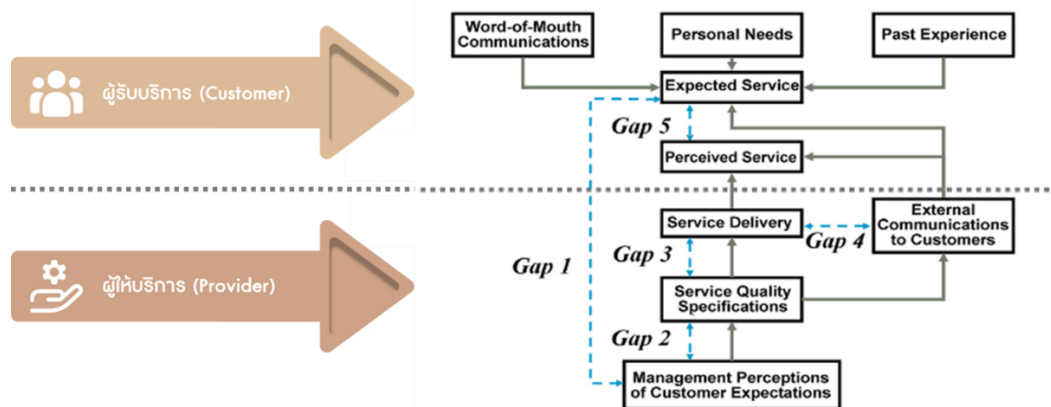 ผู้รับบริการ (Customer)
ผู้ให้บริการ (Provider)
Word-of-Mouth
Communications
Personal Needs
Past Experience
Expected Service
Gap 5
Perceived Service
Service Delivery
External
Communications
to Customers
Gap 4
Gap 3
Gap 1
Service Quality
Specifications
Gap 2
Management Perceptions
of Customer Expectations